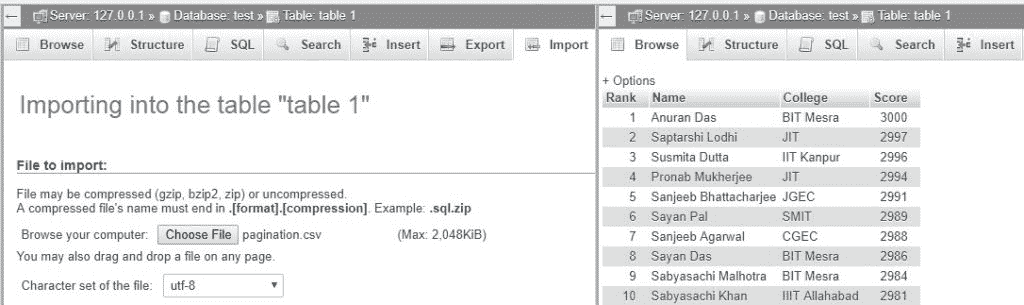 Server: 127.0.0.1 » Database: test » Table: table 1
Browse Structure SQL Search Insert Export Import
Importing into the table "table 1"
File to import:
File may be compressed (gzip, bzip2, zip) or uncompressed.
A compressed file's name must end in .[format].[compression]. Example: .sql.zip
Browse your computer: Choose File pagination.csv (Max: 2,048KiB)
You may also drag and drop a file on any page.
Character set of the file: utf-8
Server: 127.0.0.1 » Database: test » Table: table 1
Browse Structure SQL Search Insert
+ Options
Rank Name College Score
1 Anuran Das BIT Mesra 3000
2 Saptarshi Lodhi JIT 2997
3 Susmita Dutta IIT Kanpur 2996
4 Pronab Mukherjee JIT 2994
5 Sanjeeb Bhattacharjee JGEC 2991
6 Sayan Pal SMIT 2989
7 Sanjeeb Agarwal CGEC 2988
8 Sayan Das BIT Mesra 2986
9 Sabyasachi Malhotra BIT Mesra 2984
10 Sabyasachi Khan IIIT Allahabad 2981